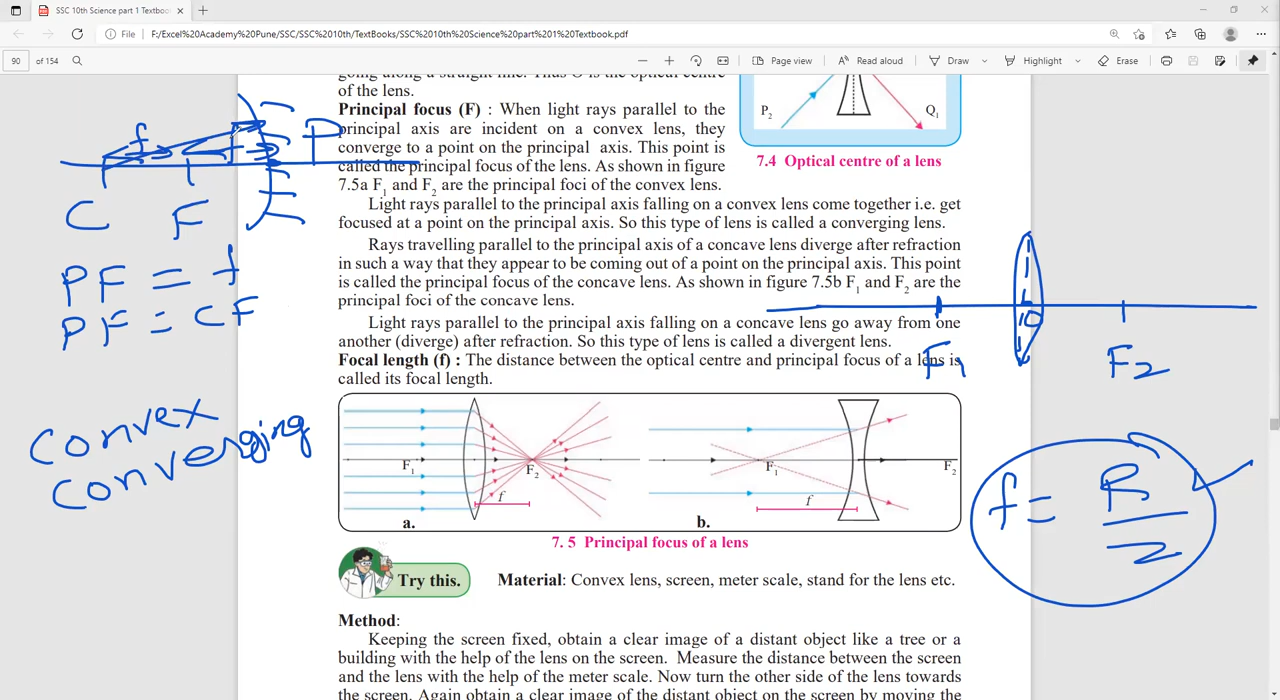 SSC 10th Science part 1 Textboo
File
F:/Excel%20Academy%20Pune/SSC/SSC%2010th/TextBooks/SSC%2010th%20Science%20part%201%20Textbook.pdf
90 of 154
Page view
Read aloud
Draw
Highlight
Erase
going along a straight line. Thus O is the optical centre
of the lens.
Principal focus (F) : When light rays parallel to the
principal axis are incident on a convex lens, they
converge to a point on the principal axis. This point is
called the principal focus of the lens. As shown in figure
7.5a F1 and F2 are the principal foci of the convex lens.
P2
Q1
7.4 Optical centre of a lens
Light rays parallel to the principal axis falling on a convex lens come together i.e. get
focused at a point on the principal axis. So this type of lens is called a converging lens.
Rays travelling parallel to the principal axis of a concave lens diverge after refraction
in such a way that they appear to be coming out of a point on the principal axis. This point
is called the principal focus of the concave lens. As shown in figure 7.5b F1 and F2 are the
principal foci of the concave lens.
Light rays parallel to the principal axis falling on a concave lens go away from one
another (diverge) after refraction. So this type of lens is called a divergent lens.
Focal length (f) : The distance between the optical centre and principal focus of a lens is
called its focal length.
f
f
P
C F
PF = f
PF = CF
convex
converging
O
F1
F2
f = R/2
F1
F2
f
a.
F1
F2
f
b.
7. 5 Principal focus of a lens
Try this.
Material: Convex lens, screen, meter scale, stand for the lens etc.
Method:
Keeping the screen fixed, obtain a clear image of a distant object like a tree or a
building with the help of the lens on the screen. Measure the distance between the screen
and the lens with the help of the meter scale. Now turn the other side of the lens towards
the screen. Again obtain a clear image of the distant object on the screen by moving the